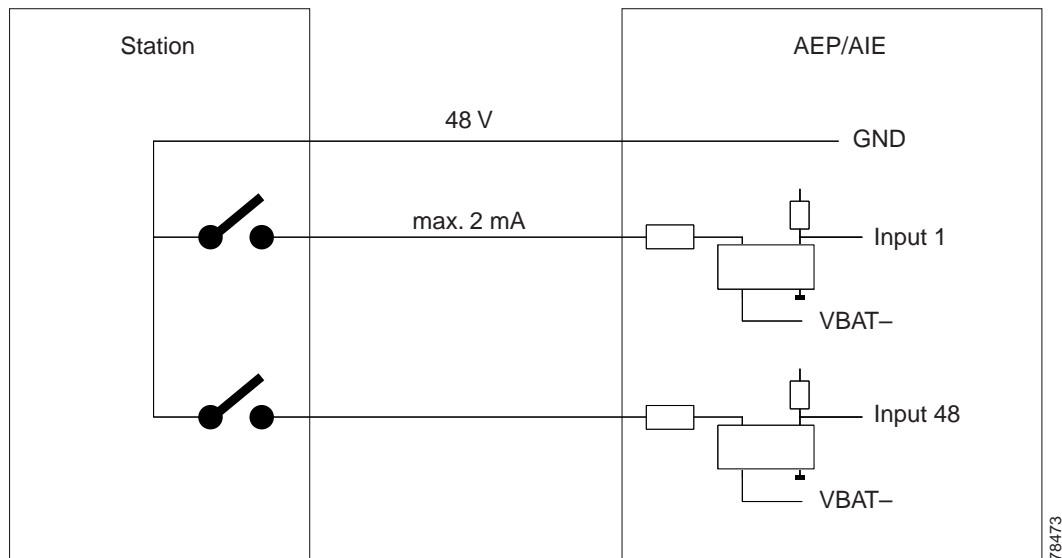 Station
AEP/AIE
48 V
GND
max. 2 mA
Input 1
VBAT–
Input 48
VBAT–
78473